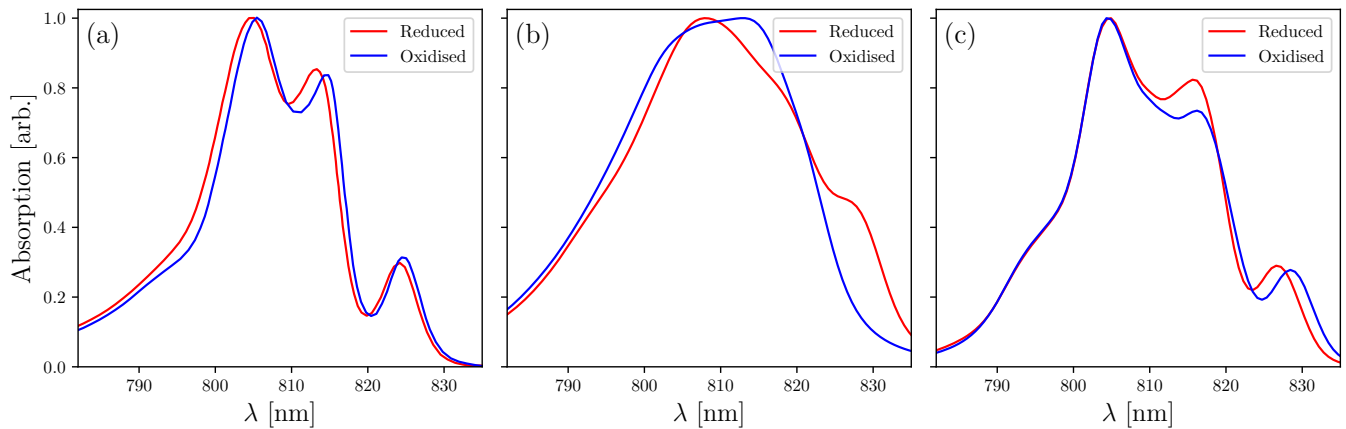 (a)
Reduced
Oxidised
(b)
Reduced
Oxidised
(c)
Reduced
Oxidised
Absorption [arb.]
1.0
0.8
0.6
0.4
0.2
0.0
790 800 810 820 830
790 800 810 820 830
790 800 810 820 830
λ [nm]
λ [nm]
λ [nm]